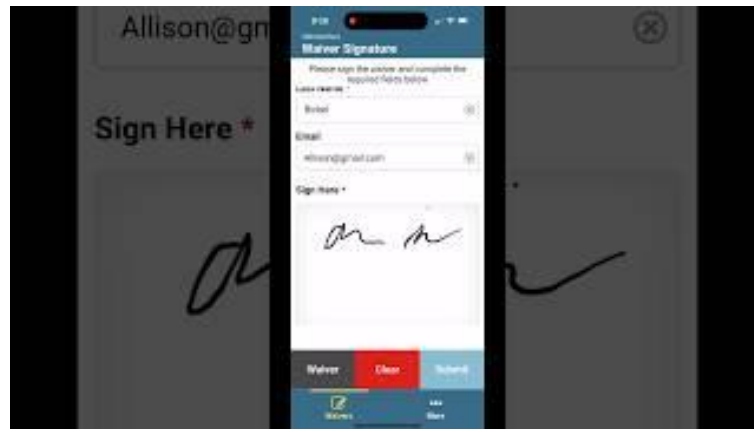 Allison@gm
Sign Here *
Waiver Signature
Please sign the waiver and complete the
required fields below
Last Name *
Email
Allison@gmail.com
Sign Here *
Waiver
Clear
Submit
Waivers
More